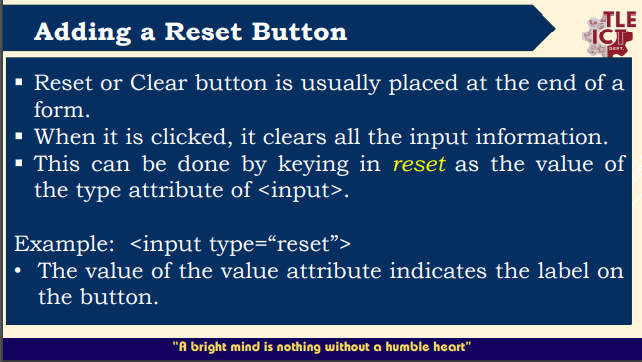 Adding a Reset Button
TLE
ICT
DEPT.
▪ Reset or Clear button is usually placed at the end of a
form.
▪ When it is clicked, it clears all the input information.
▪ This can be done by keying in reset as the value of
the type attribute of <input>.
Example: <input type=“reset”>
• The value of the value attribute indicates the label on
the button.
“A bright mind is nothing without a humble heart”